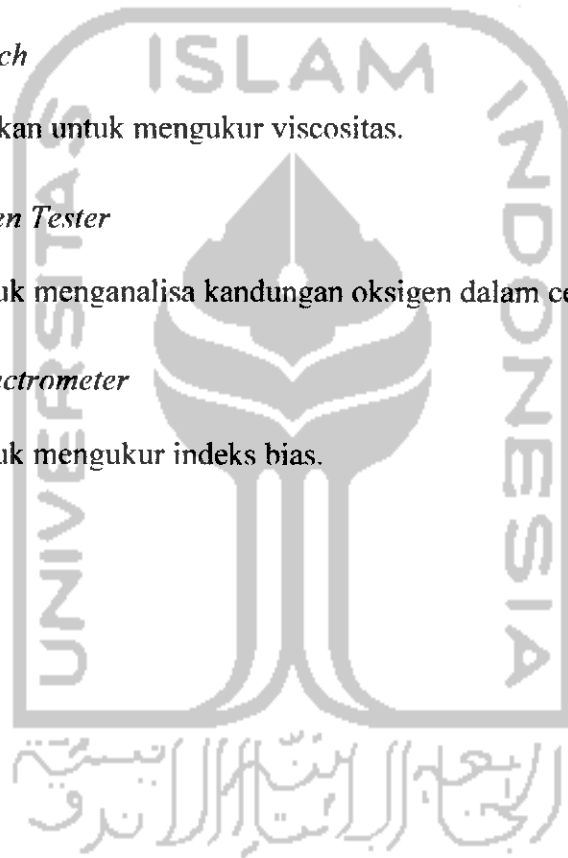 ch
ISLAM
kan untuk mengukur viscositas.
en Tester
uk menganalisa kandungan oksigen dalam ce
ectrometer
uk mengukur indeks bias.
UNIVERSITAS
INDONESIA